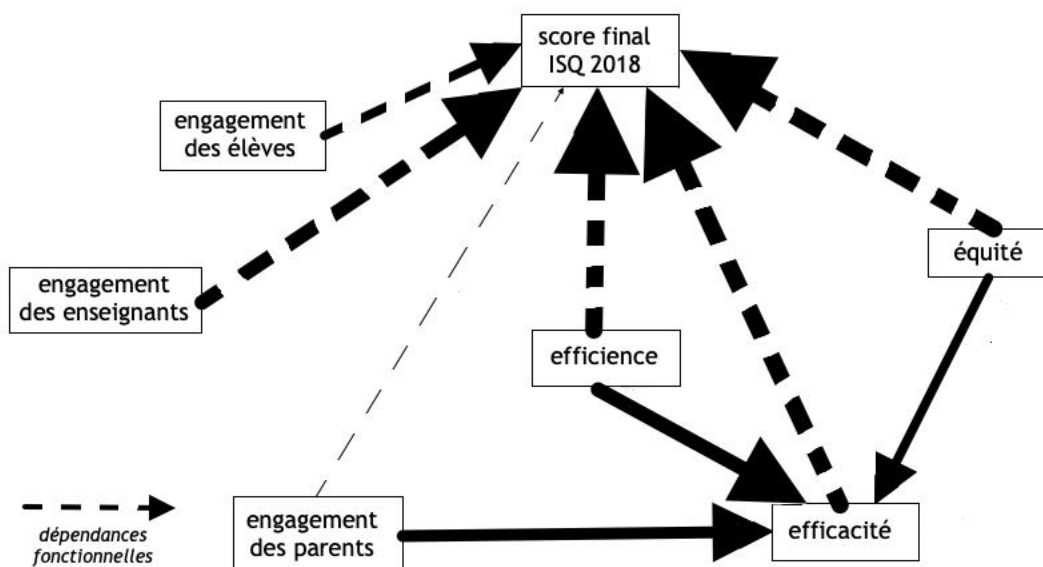 score final
ISQ 2018
engagement
des élèves
engagement
des enseignants
équité
efficience
engagement
des parents
efficacité
dépendances
fonctionnelles